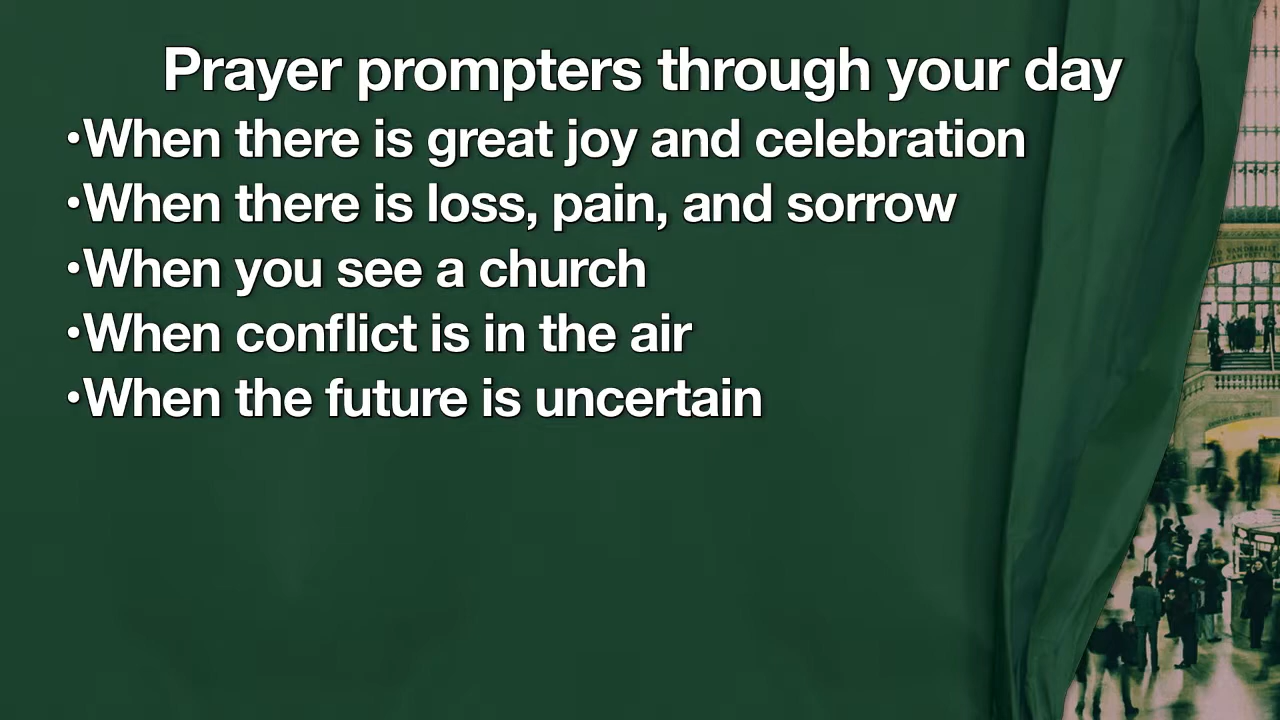 Prayer prompters through your day
•When there is great joy and celebration
•When there is loss, pain, and sorrow
•When you see a church
•When conflict is in the air
•When the future is uncertain
VANDERBILT